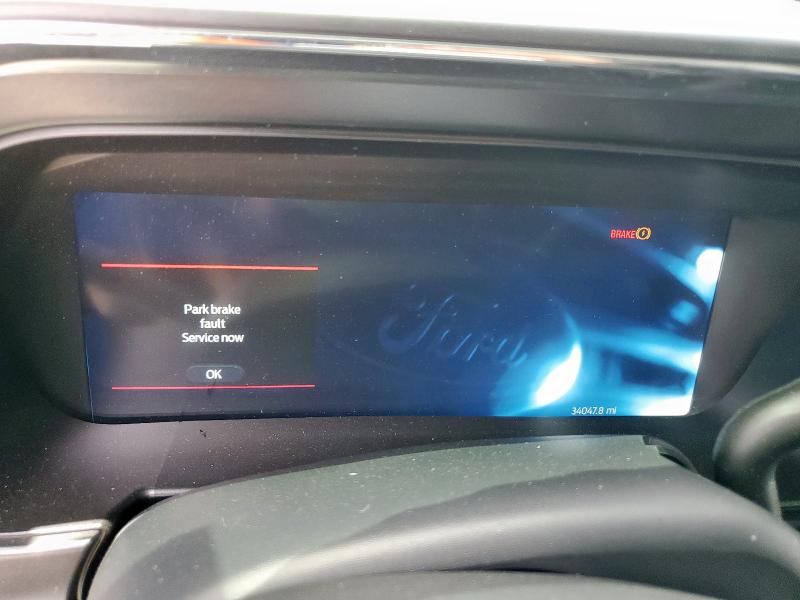 BRAKE
Park brake
fault
Service now
OK
Ford
34047.8 mi